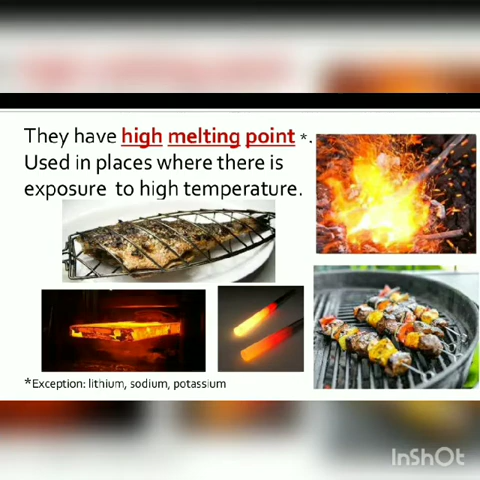 They have high melting point *.
Used in places where there is
exposure to high temperature.
*Exception: lithium, sodium, potassium
InShOt